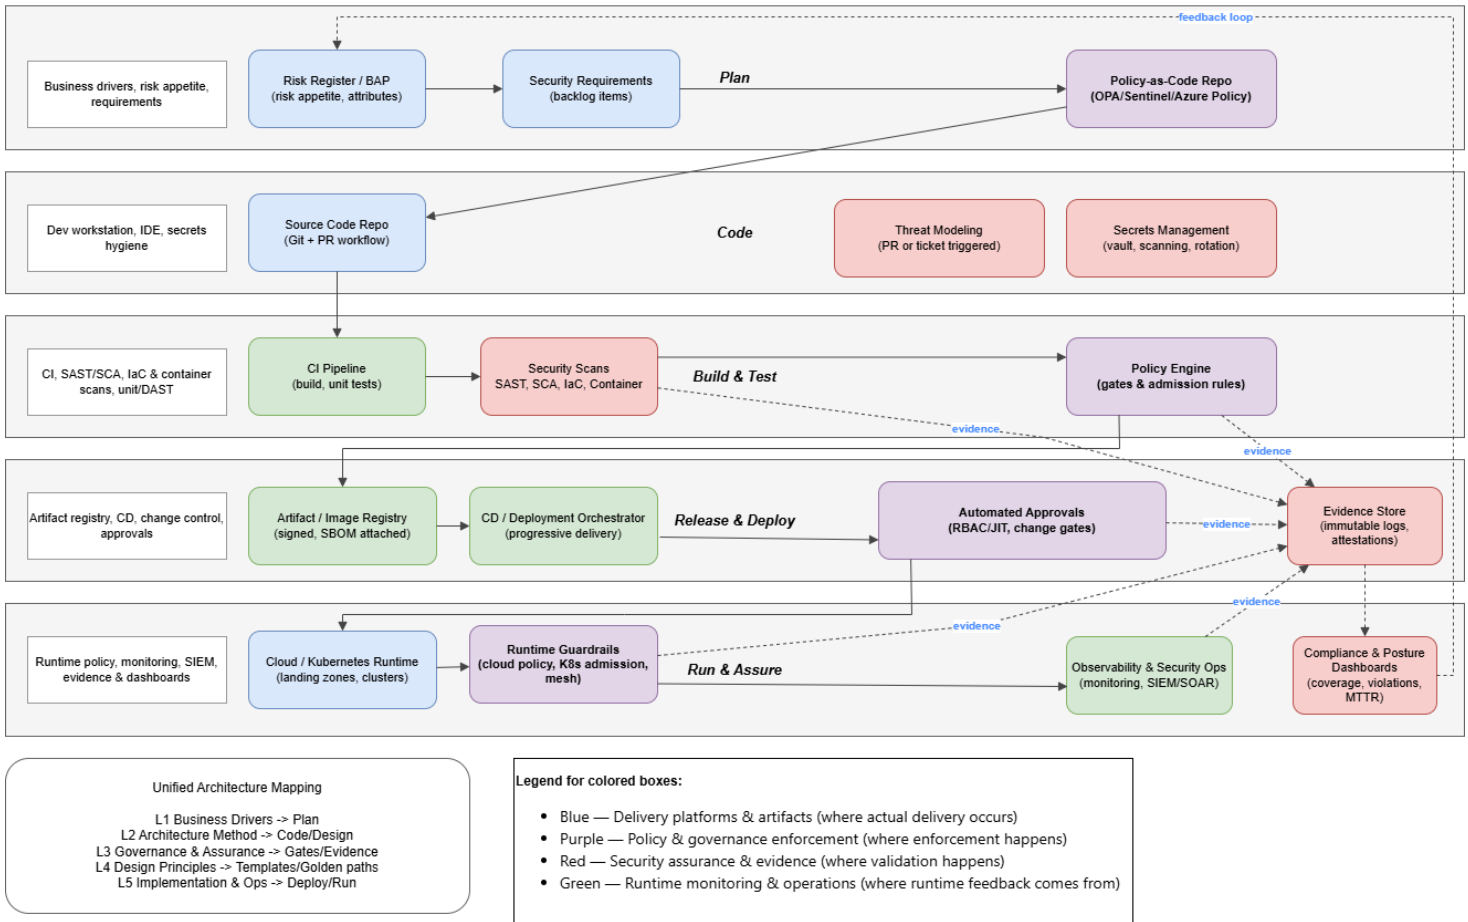 feedback loop
Business drivers, risk appetite,
requirements
Risk Register / BAP
(risk appetite, attributes)
Security Requirements
(backlog items)
Plan
Policy-as-Code Repo
(OPA/Sentinel/Azure Policy)
Dev workstation, IDE, secrets
hygiene
Source Code Repo
(Git + PR workflow)
Code
Threat Modeling
(PR or ticket triggered)
Secrets Management
(vault, scanning, rotation)
CI, SAST/SCA, IaC & container
scans, unit/DAST
CI Pipeline
(build, unit tests)
Security Scans
SAST, SCA, IaC, Container
Build & Test
Policy Engine
(gates & admission rules)
evidence
evidence
Artifact registry, CD, change control,
approvals
Artifact / Image Registry
(signed, SBOM attached)
CD / Deployment Orchestrator
(progressive delivery)
Release & Deploy
Automated Approvals
(RBAC/JIT, change gates)
evidence
Evidence Store
(immutable logs,
attestations)
Runtime policy, monitoring, SIEM,
evidence & dashboards
Cloud / Kubernetes Runtime
(landing zones, clusters)
Runtime Guardrails
(cloud policy, K8s admission,
mesh)
Run & Assure
evidence
evidence
Observability & Security Ops
(monitoring, SIEM/SOAR)
Compliance & Posture
Dashboards
(coverage, violations,
MTTR)
Unified Architecture Mapping
L1 Business Drivers -> Plan
L2 Architecture Method -> Code/Design
L3 Governance & Assurance -> Gates/Evidence
L4 Design Principles -> Templates/Golden paths
L5 Implementation & Ops -> Deploy/Run
Legend for colored boxes:
• Blue — Delivery platforms & artifacts (where actual delivery occurs)
• Purple — Policy & governance enforcement (where enforcement happens)
• Red — Security assurance & evidence (where validation happens)
• Green — Runtime monitoring & operations (where runtime feedback comes from)